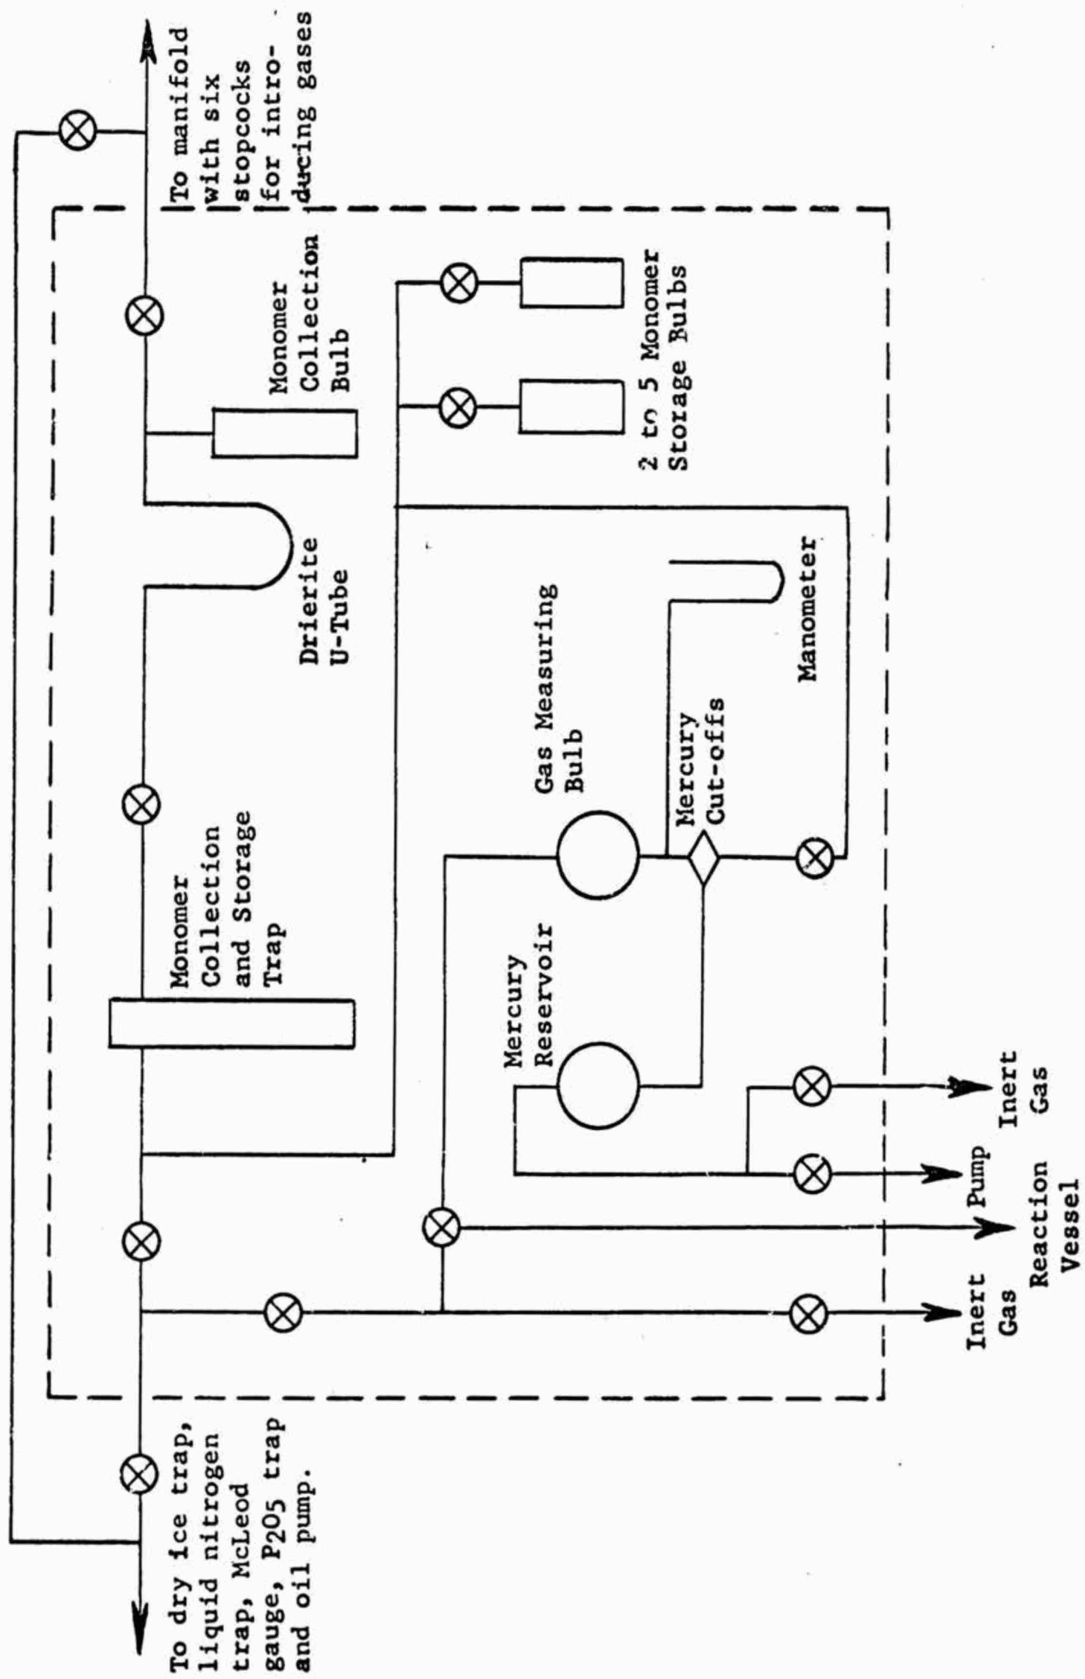 To dry ice trap,
liquid nitrogen
trap, McLeod
gauge, P2O5 trap
and oil pump.
Monomer
Collection
and Storage
Trap
Drierite
U-Tube
Monomer
Collection
Bulb
To manifold
with six
stopcocks
for intro-
ducing gases
2 to 5 Monomer
Storage Bulbs
Mercury
Reservoir
Gas Measuring
Bulb
Mercury
Cut-offs
Manometer
Inert
Gas
Reaction
Vessel
Pump
Inert
Gas